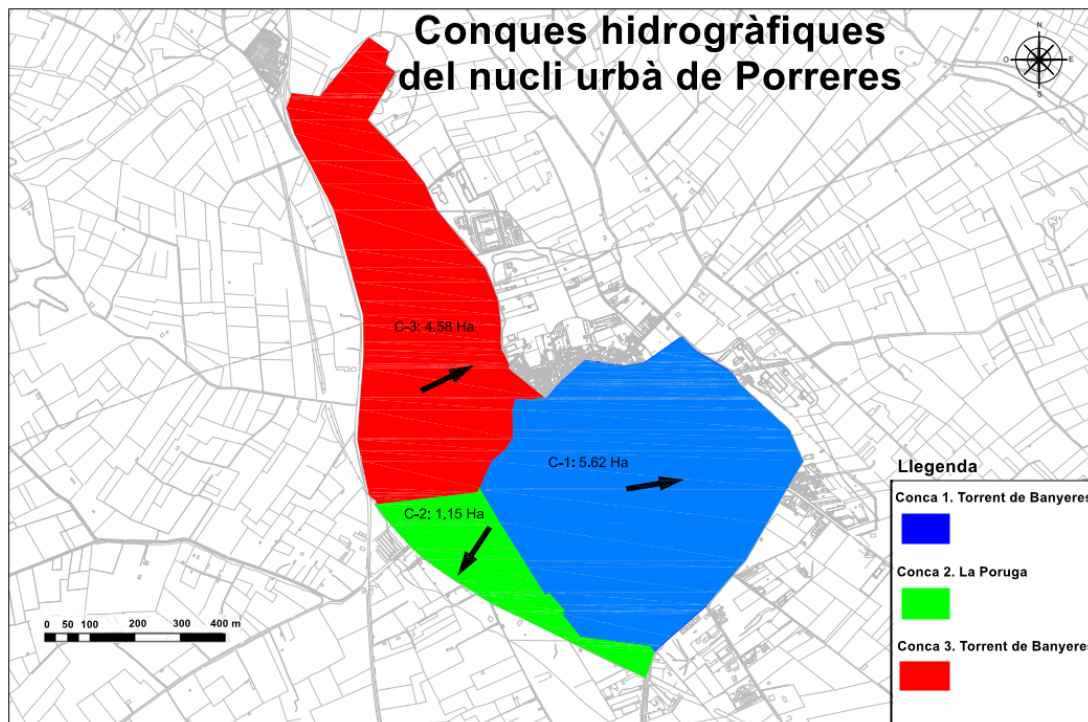 Conques hidrogràfiques
del nucli urbà de Porreres
N
O E
S
C-3: 4.58 Ha
C-1: 5.62 Ha
C-2: 1.15 Ha
Llegenda
Conca 1. Torrent de Banyeres
Conca 2. La Poruga
Conca 3. Torrent de Banyeres
0 50 100 200 300 400 m